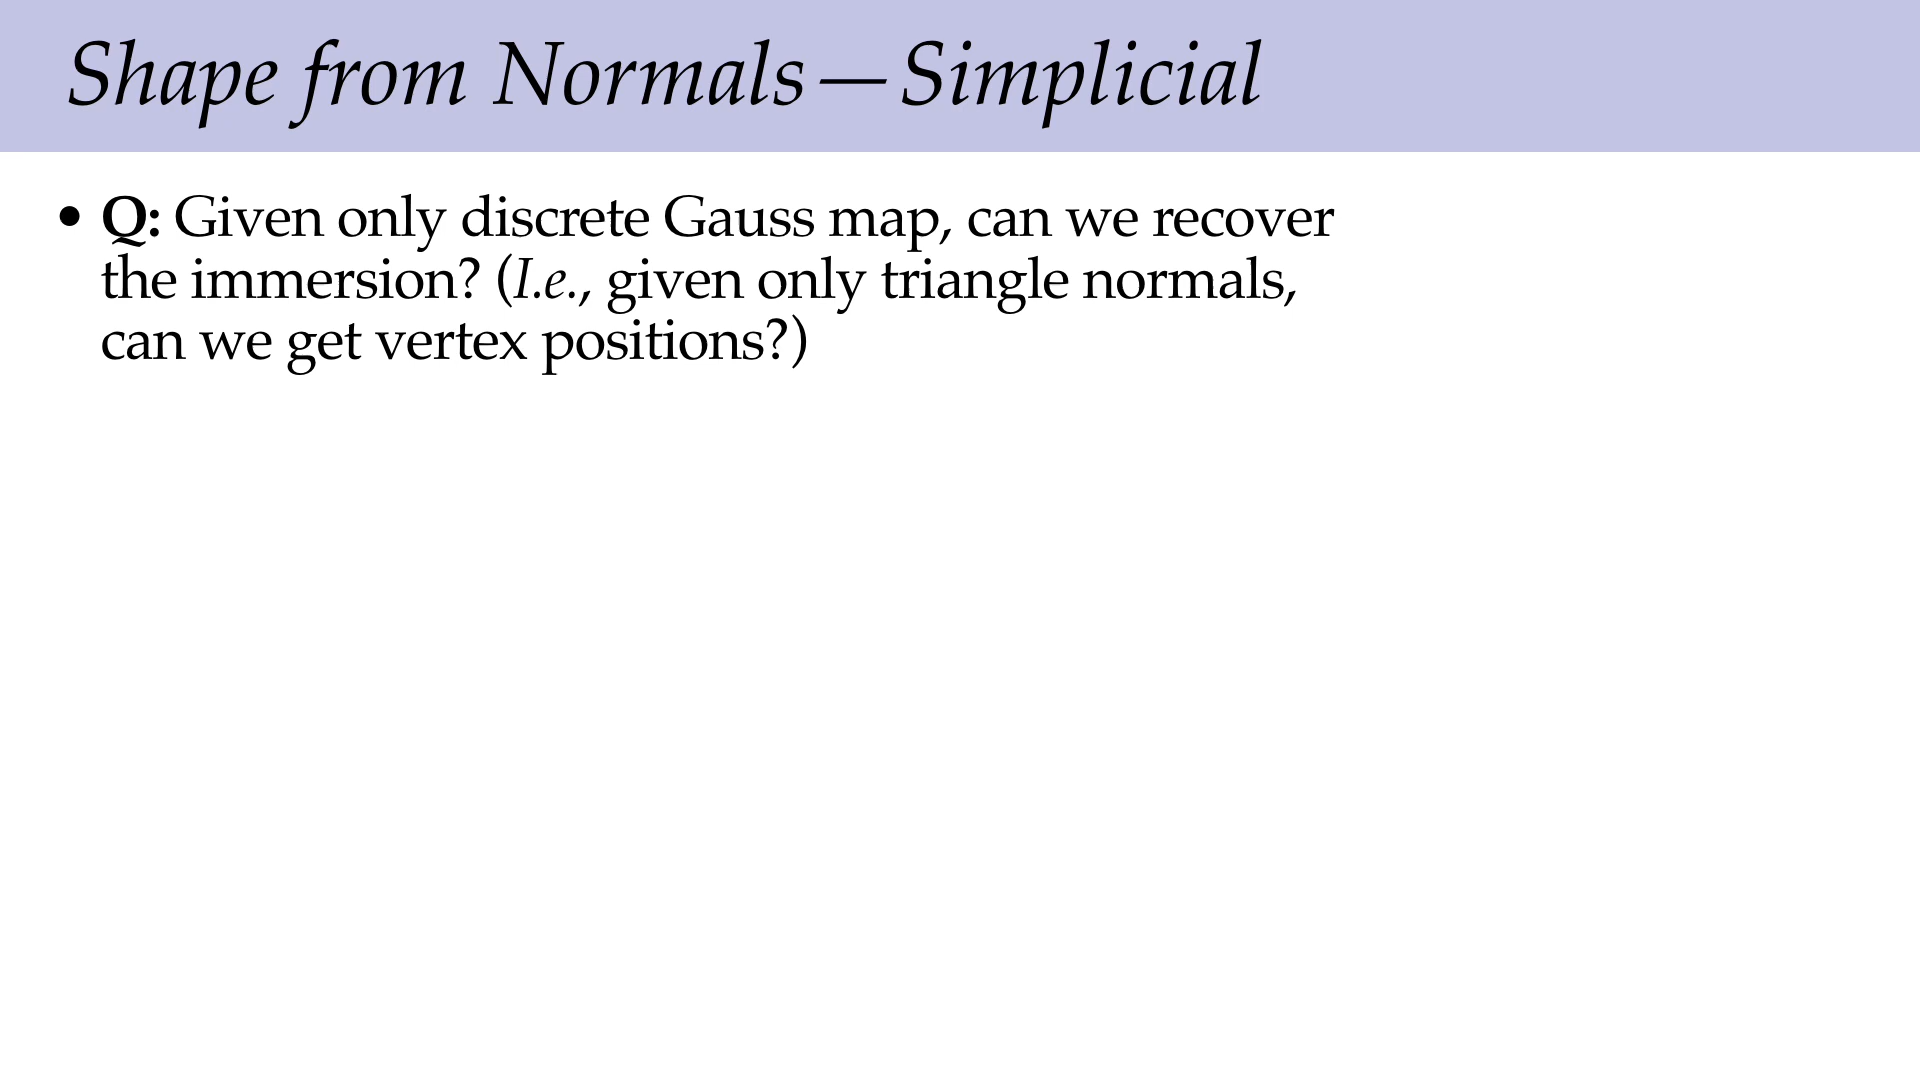 Shape from Normals—Simplicial
• Q: Given only discrete Gauss map, can we recover
the immersion? (I.e., given only triangle normals,
can we get vertex positions?)